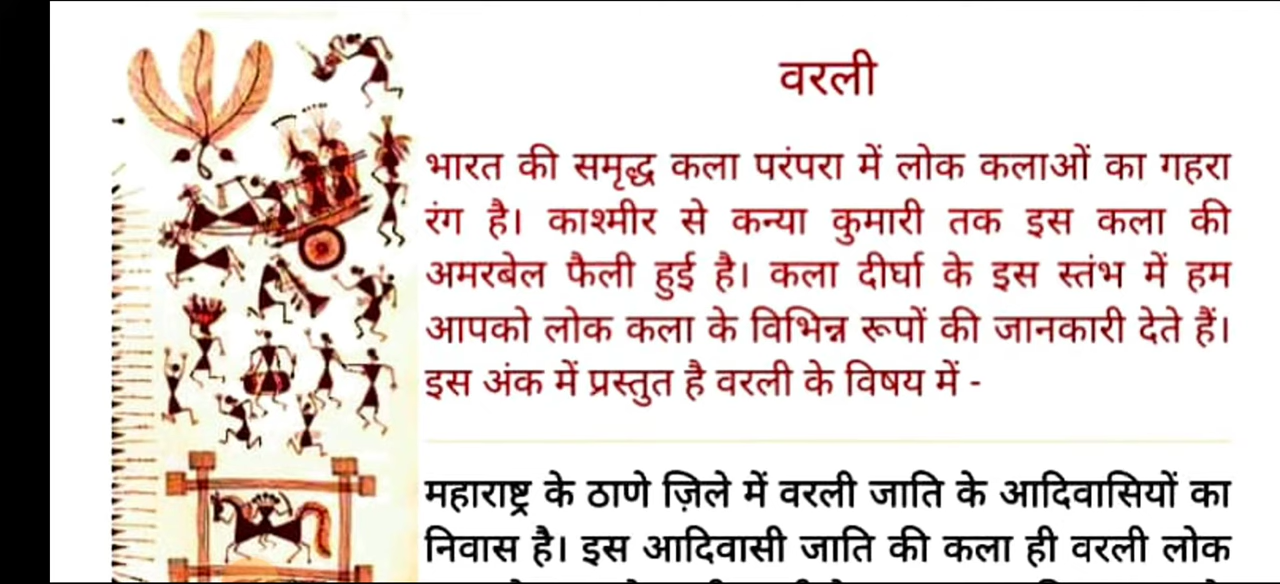 वरली
भारत की समृद्ध कला परंपरा में लोक कलाओं का गहरा
रंग है। काश्मीर से कन्या कुमारी तक इस कला की
अमरबेल फैली हुई है। कला दीर्घा के इस स्तंभ में हम
आपको लोक कला के विभिन्न रूपों की जानकारी देते हैं।
इस अंक में प्रस्तुत है वरली के विषय में -
महाराष्ट्र के ठाणे ज़िले में वरली जाति के आदिवासियों का
निवास है। इस आदिवासी जाति की कला ही वरली लोक